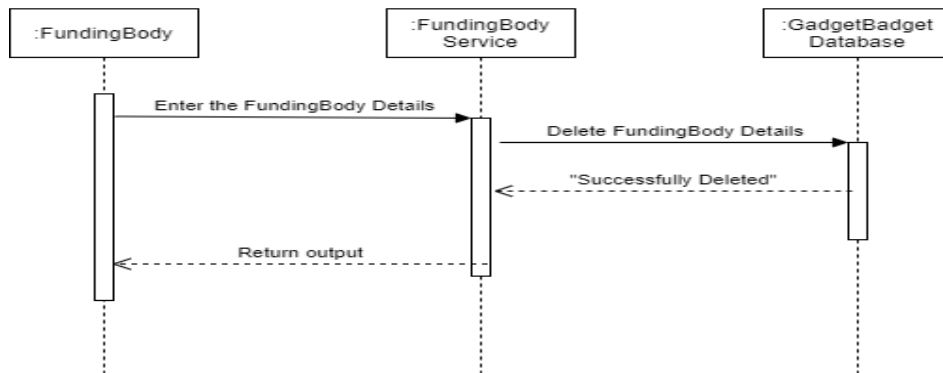 :FundingBody
:FundingBody
Service
:GadgetBadget
Database
Enter the FundingBody Details
Delete FundingBody Details
"Successfully Deleted"
Return output